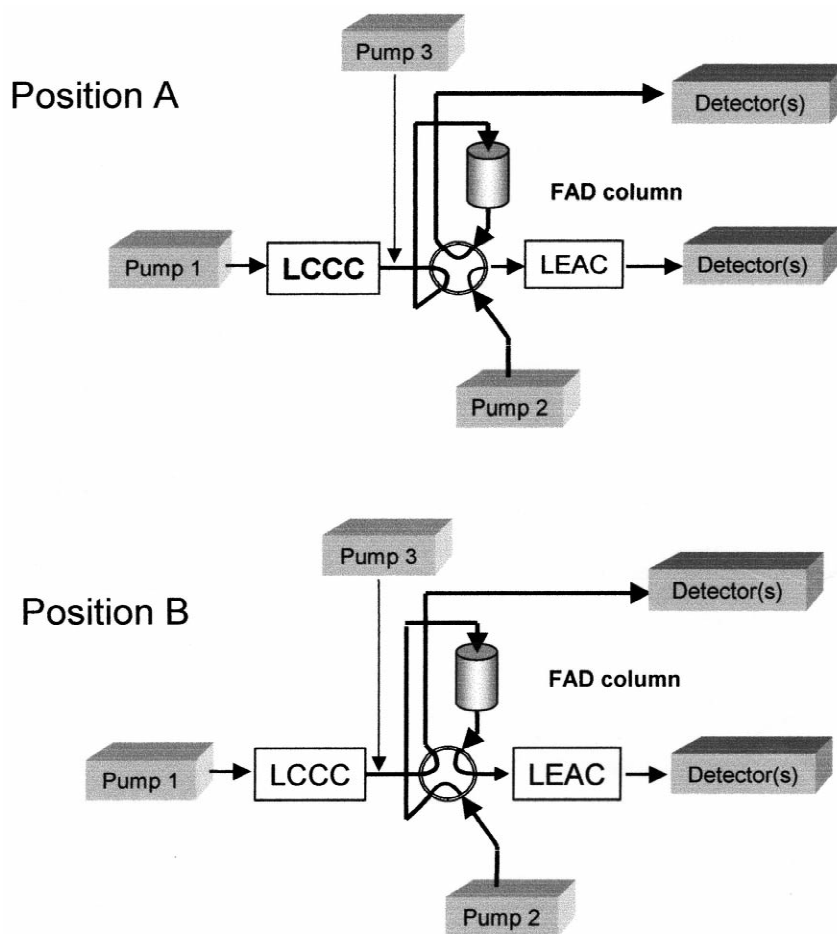 Pump 3
Position A
Detector(s)
FAD column
Pump 1
LCCC
LEAC
Detector(s)
Pump 2
Pump 3
Detector(s)
Position B
FAD column
Pump 1
LCCC
LEAC
Detector(s)
Pump 2